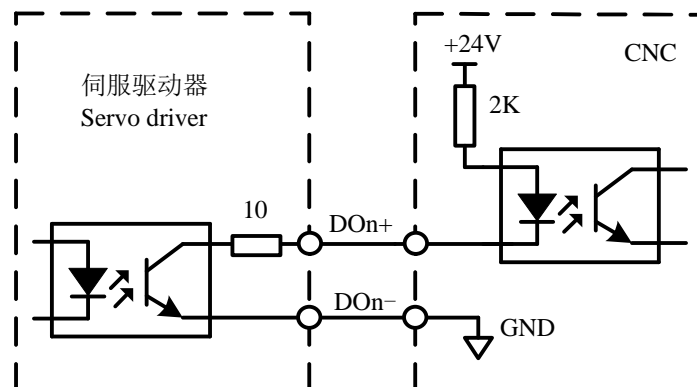 +24V
CNC
伺服驱动器
Servo driver
2K
10
DOn+
DOn−
GND